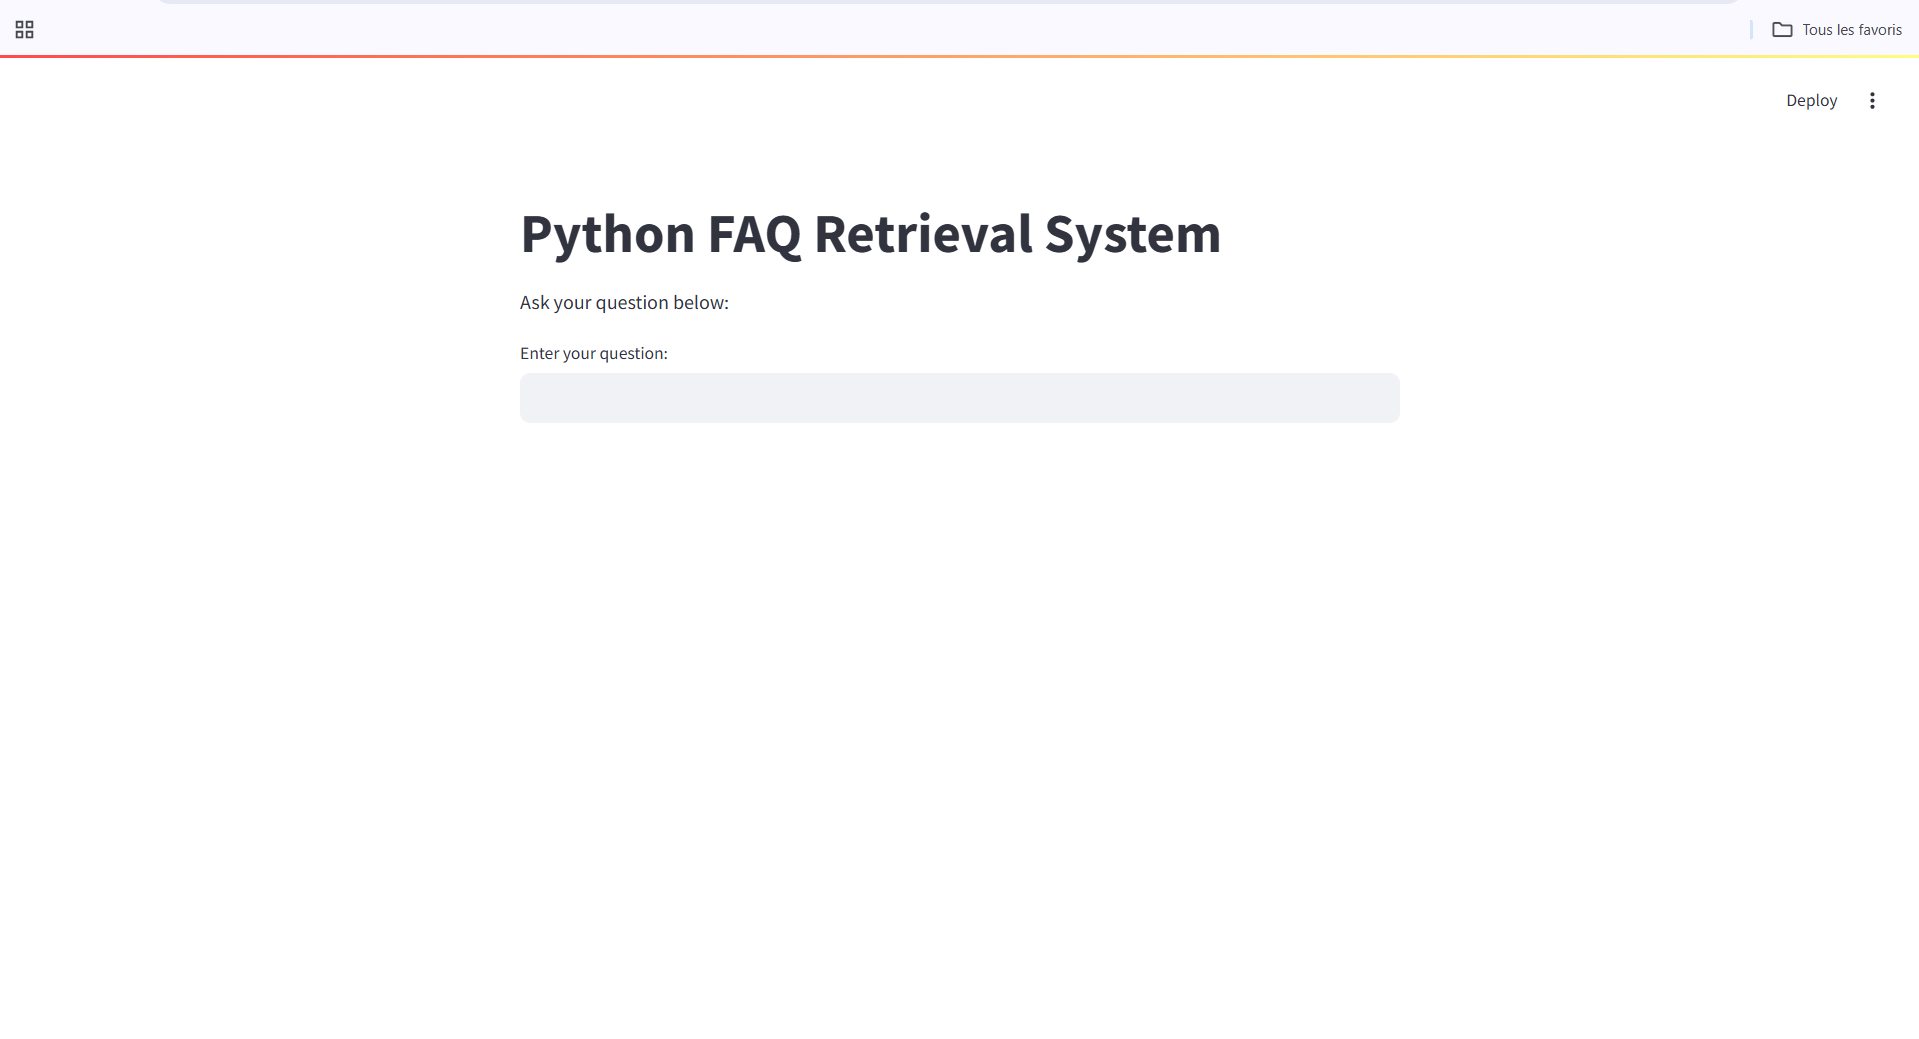 Tous les favoris
Deploy
Python FAQ Retrieval System
Ask your question below:
Enter your question: